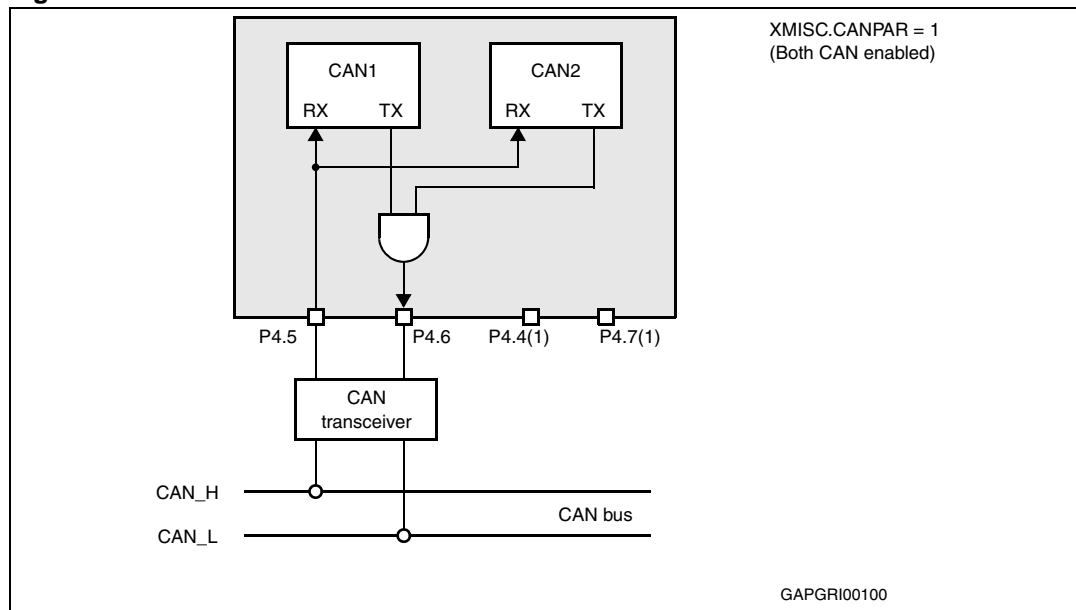 XMISC.CANPAR = 1
(Both CAN enabled)
CAN1
RX TX
CAN2
RX TX
P4.5
P4.6
P4.4(1)
P4.7(1)
CAN
transceiver
CAN_H
CAN bus
CAN_L
GAPGRI00100